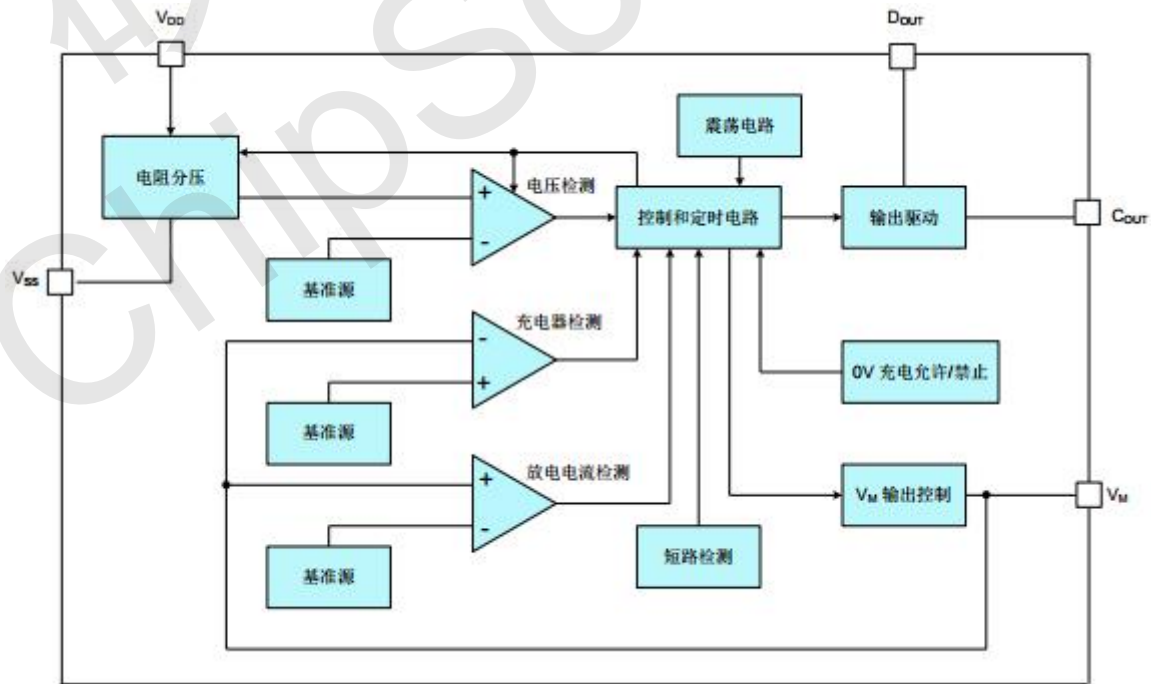 VDD
DOUT
震荡电路
电阻分压
电压检测
+
-
控制和定时电路
输出驱动
COUT
VSS
基准源
充电器检测
-
+
0V 充电允许/禁止
基准源
放电电流检测
+
-
VM 输出控制
VM
短路检测
基准源